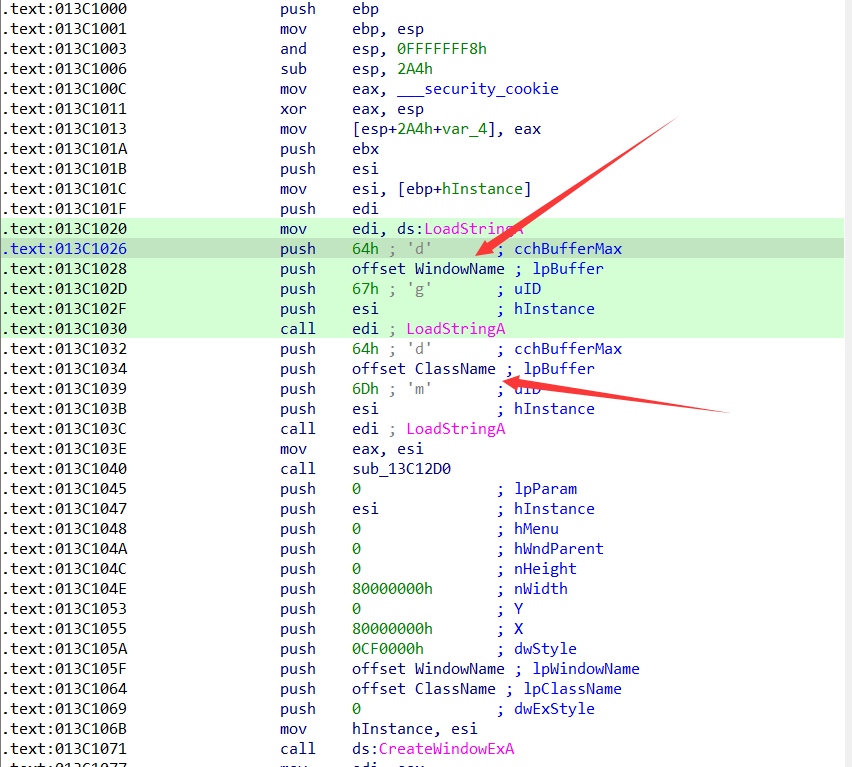 .text:013C1000 push ebp
.text:013C1001 mov ebp, esp
.text:013C1003 and esp, 0FFFFFFF8h
.text:013C1006 sub esp, 2A4h
.text:013C100C mov eax, ___security_cookie
.text:013C1011 xor eax, esp
.text:013C1013 mov [esp+2A4h+var_4], eax
.text:013C101A push ebx
.text:013C101B push esi
.text:013C101C mov esi, [ebp+hInstance]
.text:013C101F push edi
.text:013C1020 mov edi, ds:LoadStringA
.text:013C1026 push 64h ; 'd' ; cchBufferMax
.text:013C1028 push offset WindowName ; lpBuffer
.text:013C102D push 67h ; 'g' ; uID
.text:013C102F push esi ; hInstance
.text:013C1030 call edi ; LoadStringA
.text:013C1032 push 64h ; 'd' ; cchBufferMax
.text:013C1034 push offset ClassName ; lpBuffer
.text:013C1039 push 6Dh ; 'm' ; uID
.text:013C103B push esi ; hInstance
.text:013C103C call edi ; LoadStringA
.text:013C103E mov eax, esi
.text:013C1040 call sub_13C12D0
.text:013C1045 push 0 ; lpParam
.text:013C1047 push esi ; hInstance
.text:013C1048 push 0 ; hMenu
.text:013C104A push 0 ; hWndParent
.text:013C104C push 0 ; nHeight
.text:013C104E push 80000000h ; nWidth
.text:013C1053 push 0 ; Y
.text:013C1055 push 80000000h ; X
.text:013C105A push 0CF0000h ; dwStyle
.text:013C105F push offset WindowName ; lpWindowName
.text:013C1064 push offset ClassName ; lpClassName
.text:013C1069 push 0 ; dwExStyle
.text:013C106B mov hInstance, esi
.text:013C1071 call ds:CreateWindowExA